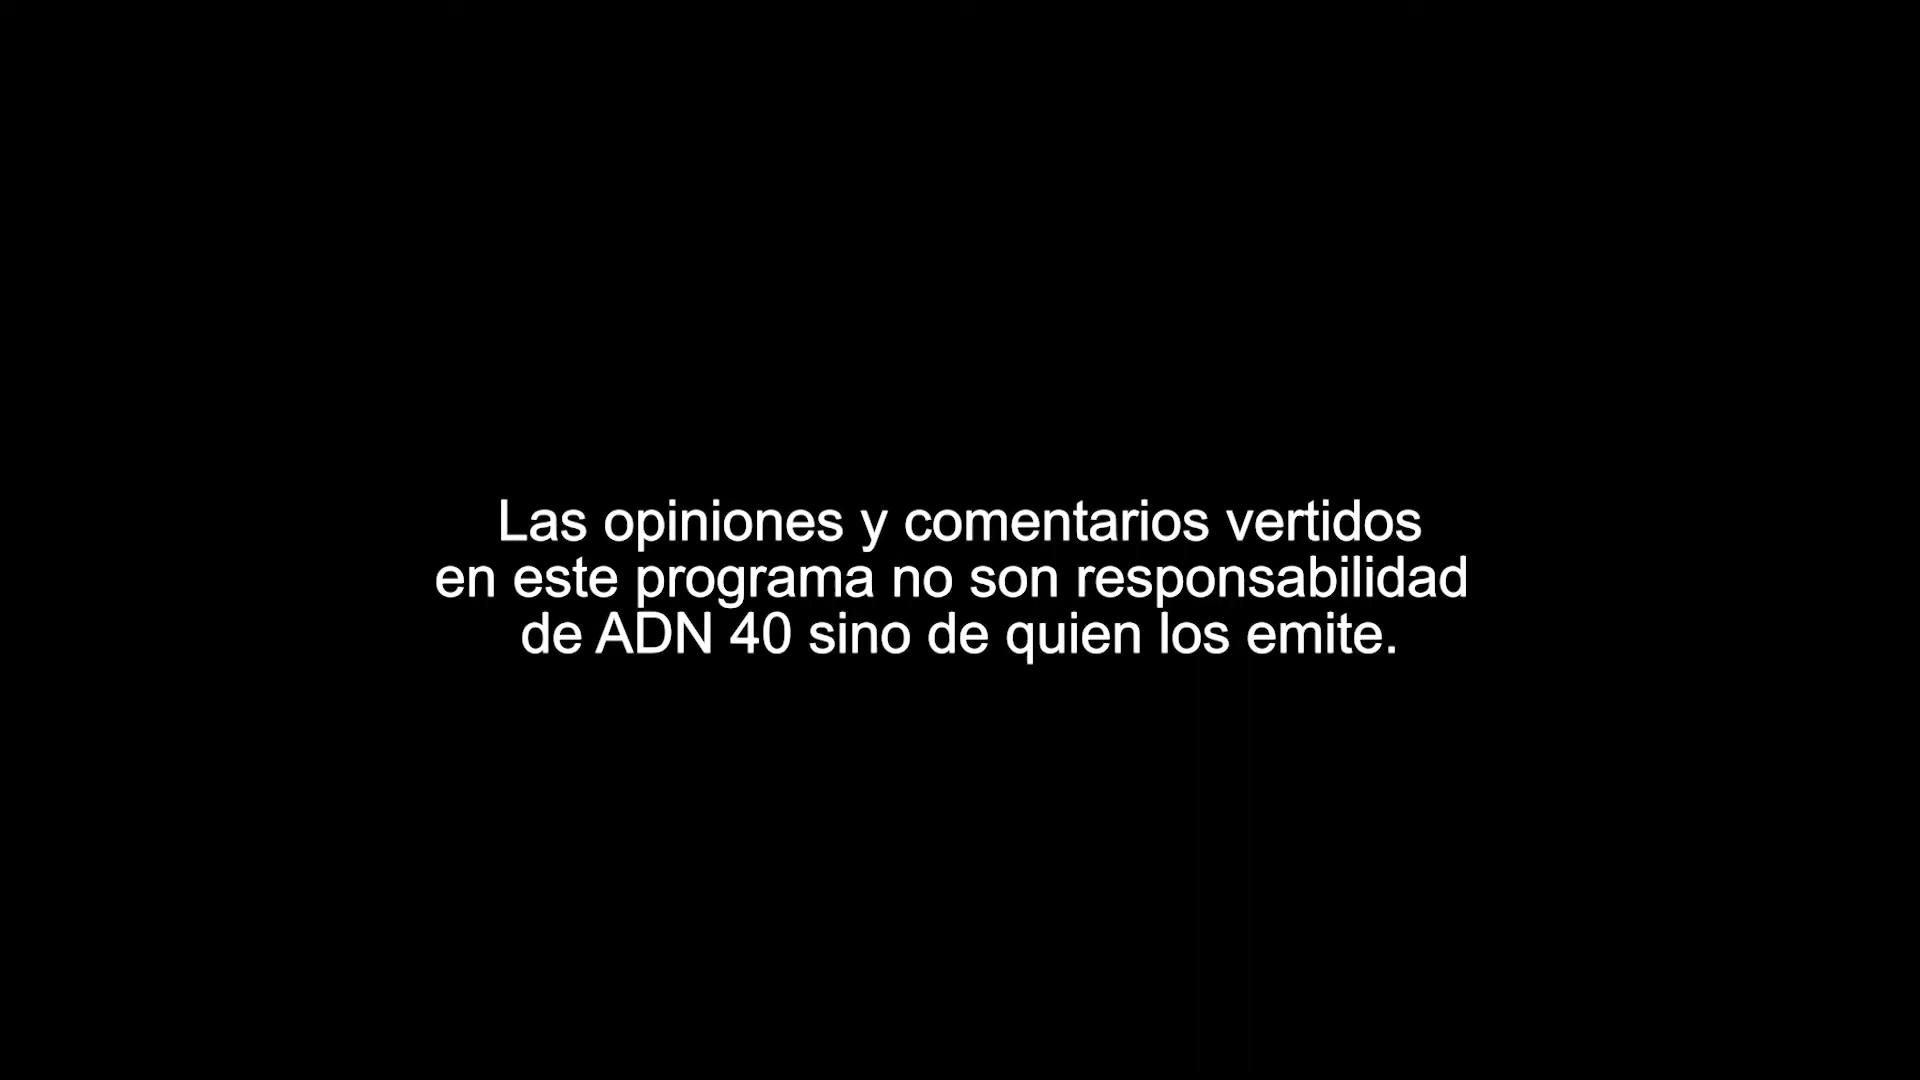 Las opiniones y comentarios vertidos
en este programa no son responsabilidad
de ADN 40 sino de quien los emite.